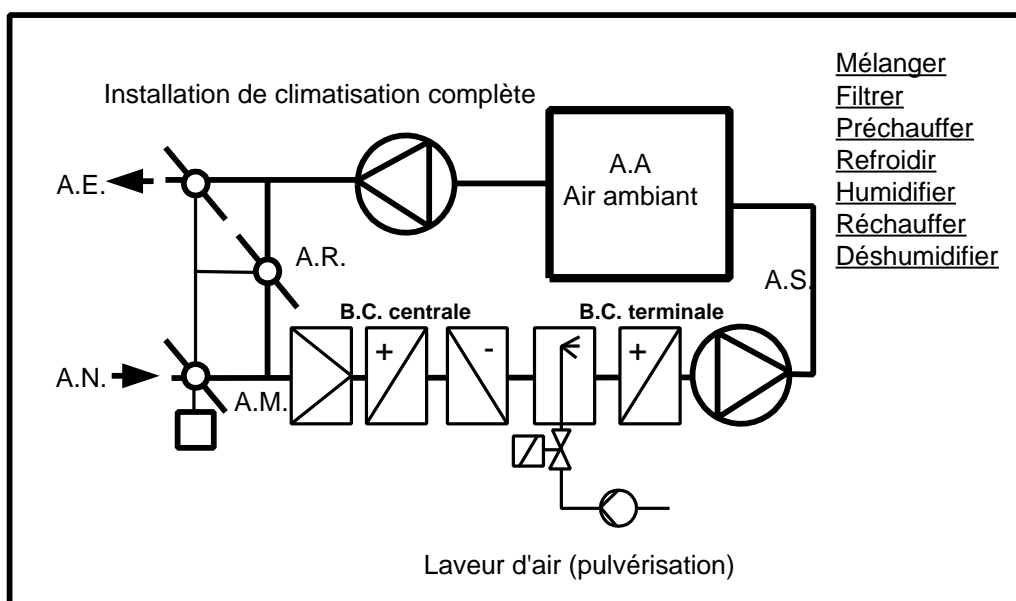 Installation de climatisation complète
Mélanger
Filtrer
Préchauffer
Refroidir
Humidifier
Réchauffer
Déshumidifier
A.E.
A.A
Air ambiant
A.R.
A.S.
B.C. centrale
B.C. terminale
+
-
+
A.N.
A.M.
Laveur d'air (pulvérisation)